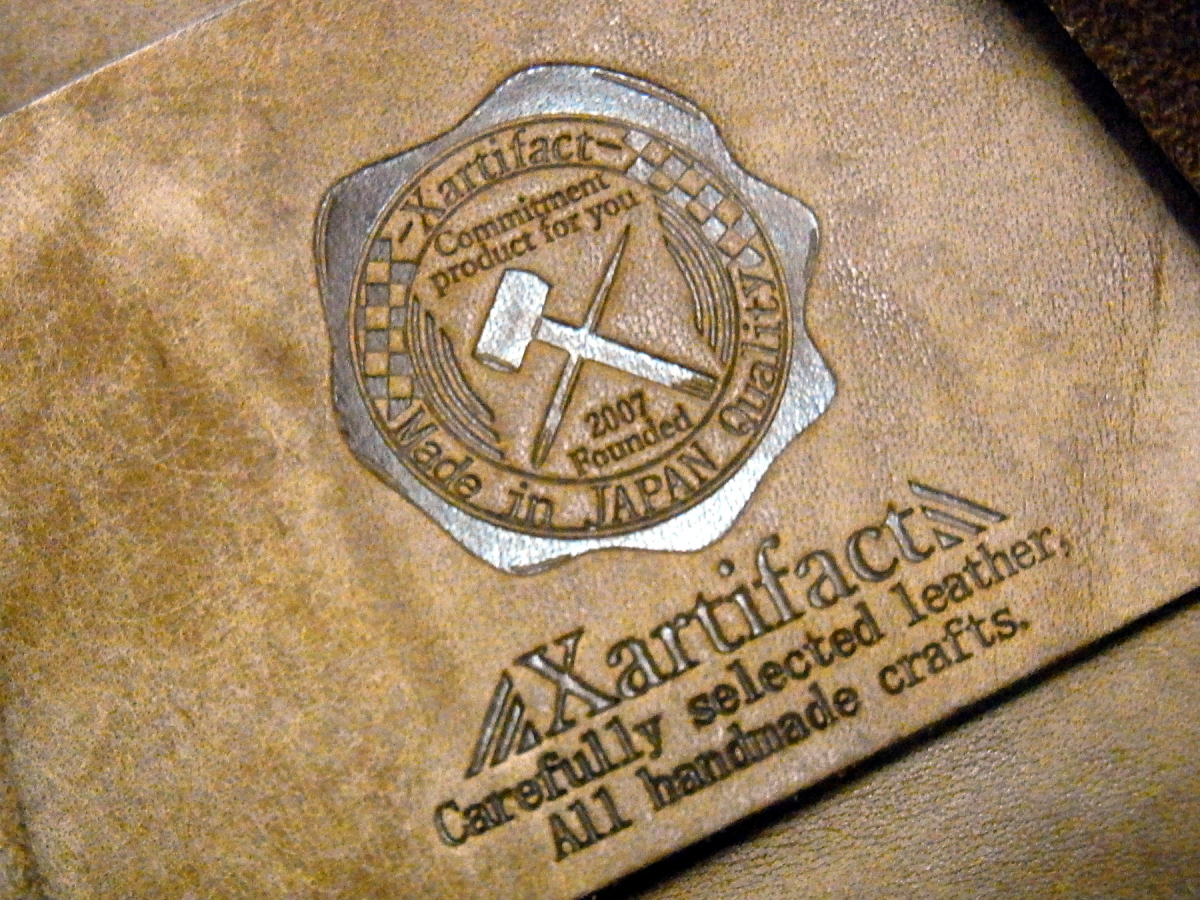 -Xartifact-
Commitment
product for you
2007
Founded
Made in JAPAN Quality
Xartifact
Carefully selected leather,
All handmade crafts.